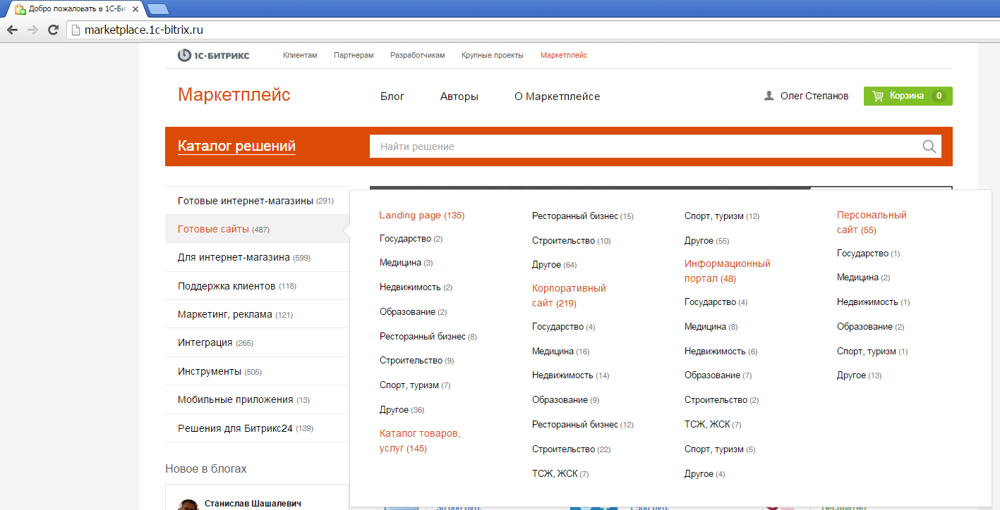 Добро пожаловать в 1С-Би
marketplace.1c-bitrix.ru
1С-БИТРИКС Клиентам Партнерам Разработчикам Крупные проекты Маркетплейс
Маркетплейс Блог Авторы О Маркетплейсе Олег Степанов Корзина 0
Каталог решений Найти решение
Готовые интернет-магазины (291)
Готовые сайты (487)
Для интернет-магазина (599)
Поддержка клиентов (118)
Маркетинг, реклама (121)
Интеграция (265)
Инструменты (505)
Мобильные приложения (13)
Решения для Битрикс24 (139)
Новое в блогах
Станислав Шашалевич
Landing page (135)
Государство (2)
Медицина (3)
Недвижимость (2)
Образование (2)
Ресторанный бизнес (8)
Строительство (9)
Спорт, туризм (7)
Другое (36)
Каталог товаров,
услуг (145)
Ресторанный бизнес (15)
Строительство (10)
Другое (64)
Корпоративный
сайт (219)
Государство (4)
Медицина (16)
Недвижимость (14)
Образование (9)
Ресторанный бизнес (12)
Строительство (22)
ТСЖ, ЖСК (7)
Спорт, туризм (12)
Другое (55)
Информационный
портал (48)
Государство (4)
Медицина (8)
Недвижимость (6)
Образование (7)
Строительство (2)
ТСЖ, ЖСК (7)
Спорт, туризм (5)
Другое (4)
Персональный
сайт (55)
Государство (1)
Медицина (2)
Недвижимость (1)
Образование (2)
Спорт, туризм (1)
Другое (13)